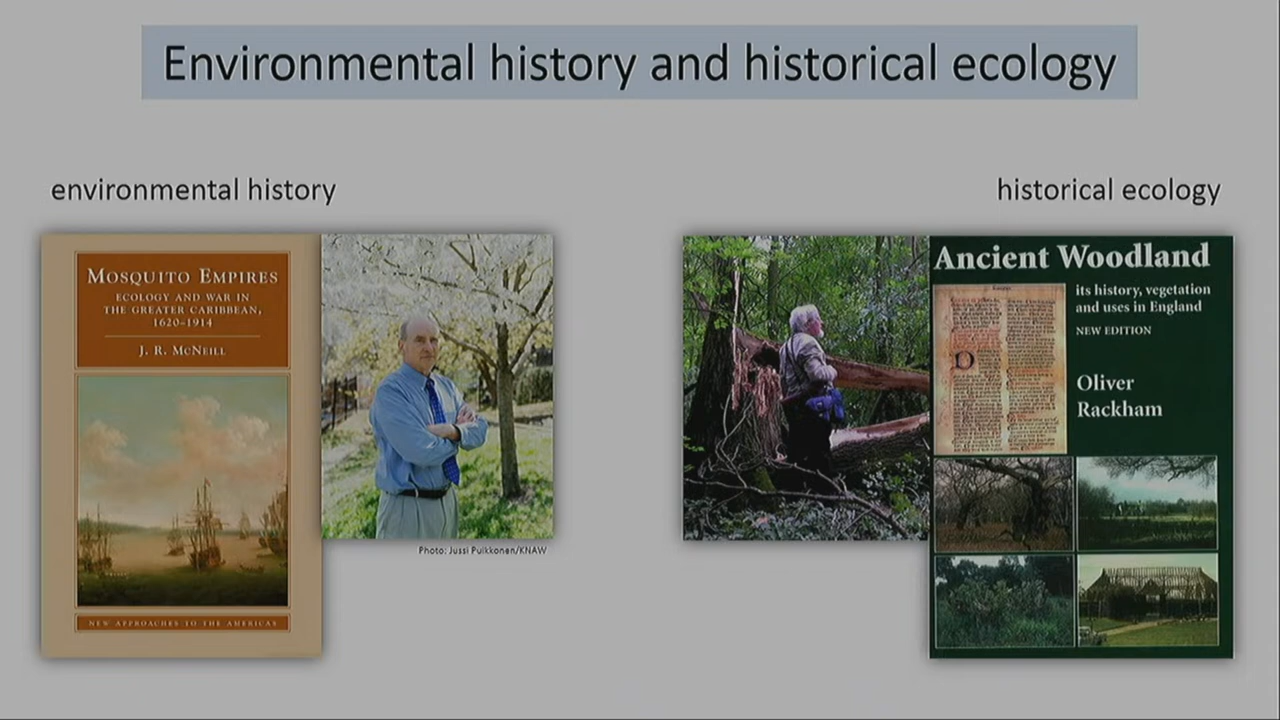 Environmental history and historical ecology
environmental history
historical ecology
MOSQUITO EMPIRES
ECOLOGY AND WAR IN
THE GREATER CARIBBEAN,
1620–1914
J. R. MCNEILL
NEW APPROACHES TO THE AMERICAS
Photo: Jussi Puikkonen/KNAW
Ancient Woodland
its history, vegetation
and uses in England
NEW EDITION
Oliver
Rackham
D